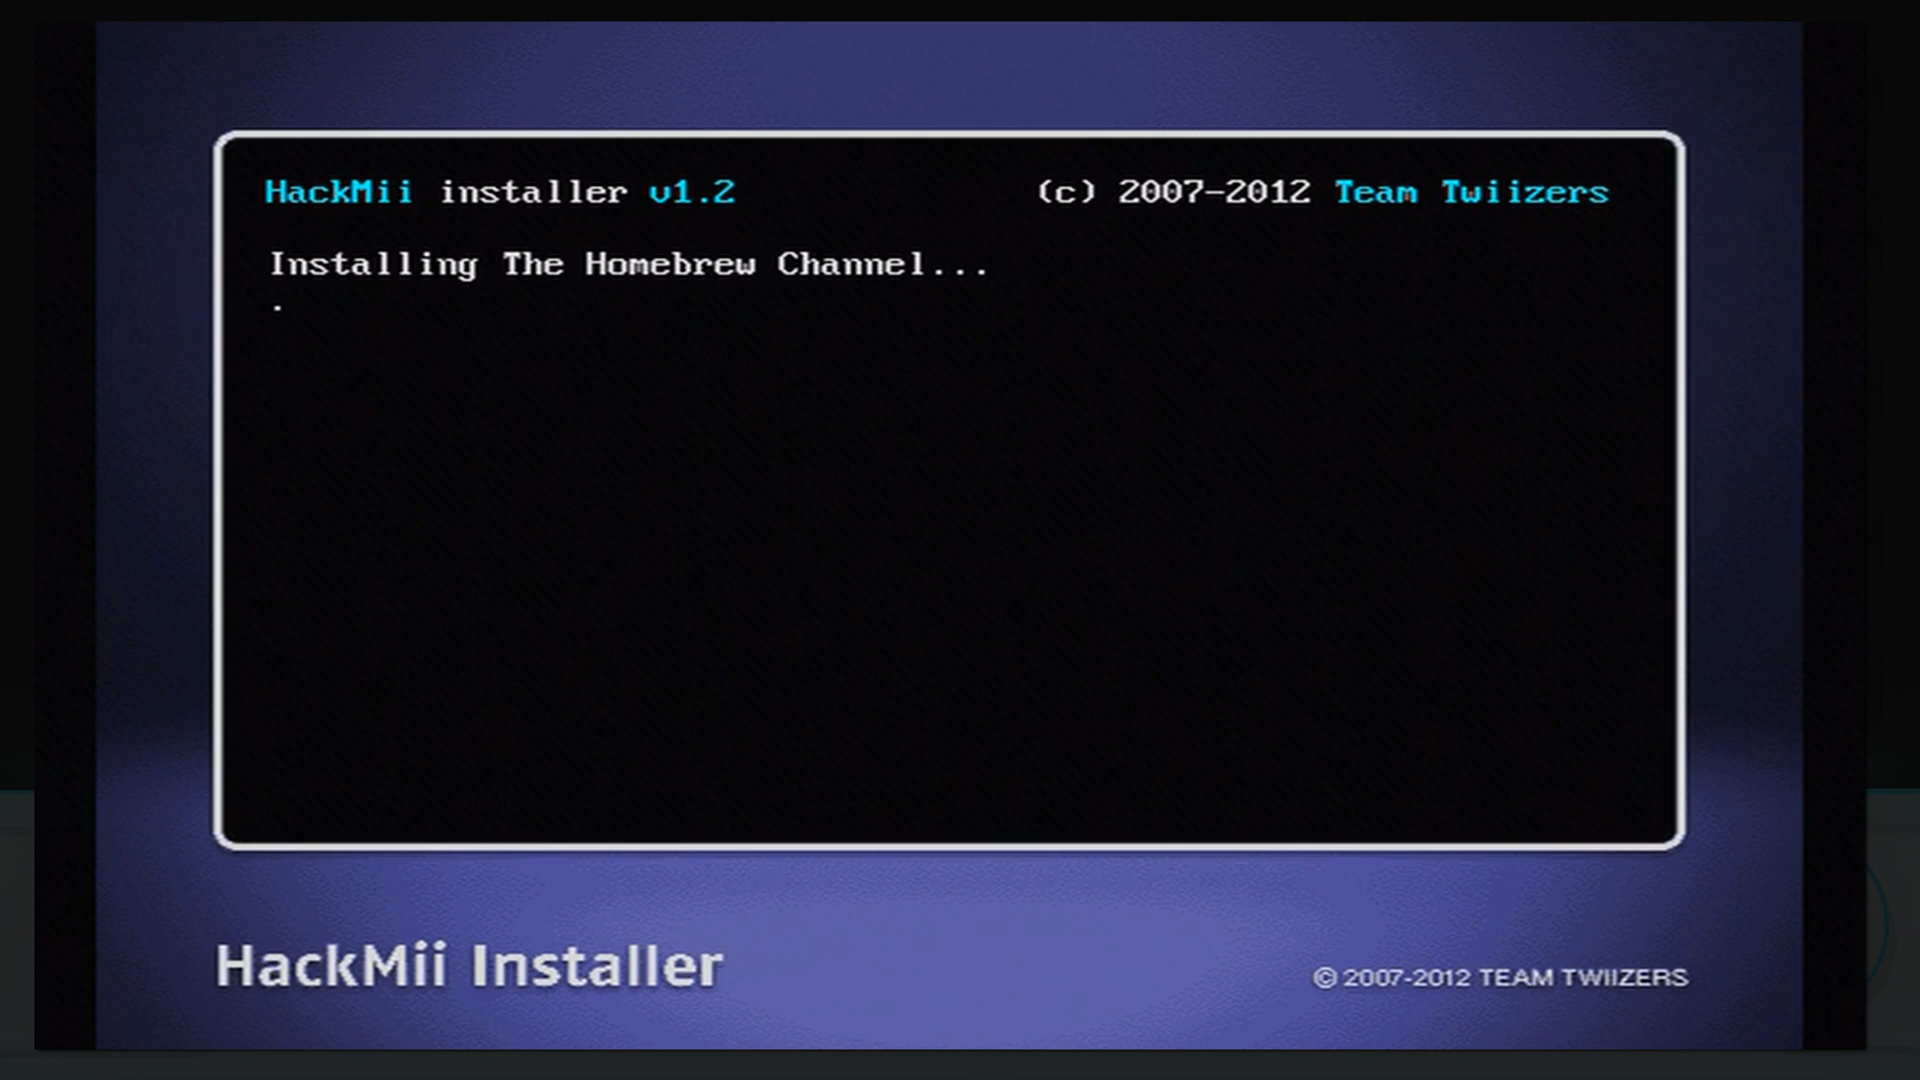 HackMii installer v1.2 (c) 2007-2012 Team Twiizers
Installing The Homebrew Channel...
.
HackMii Installer
© 2007-2012 TEAM TWIIZERS